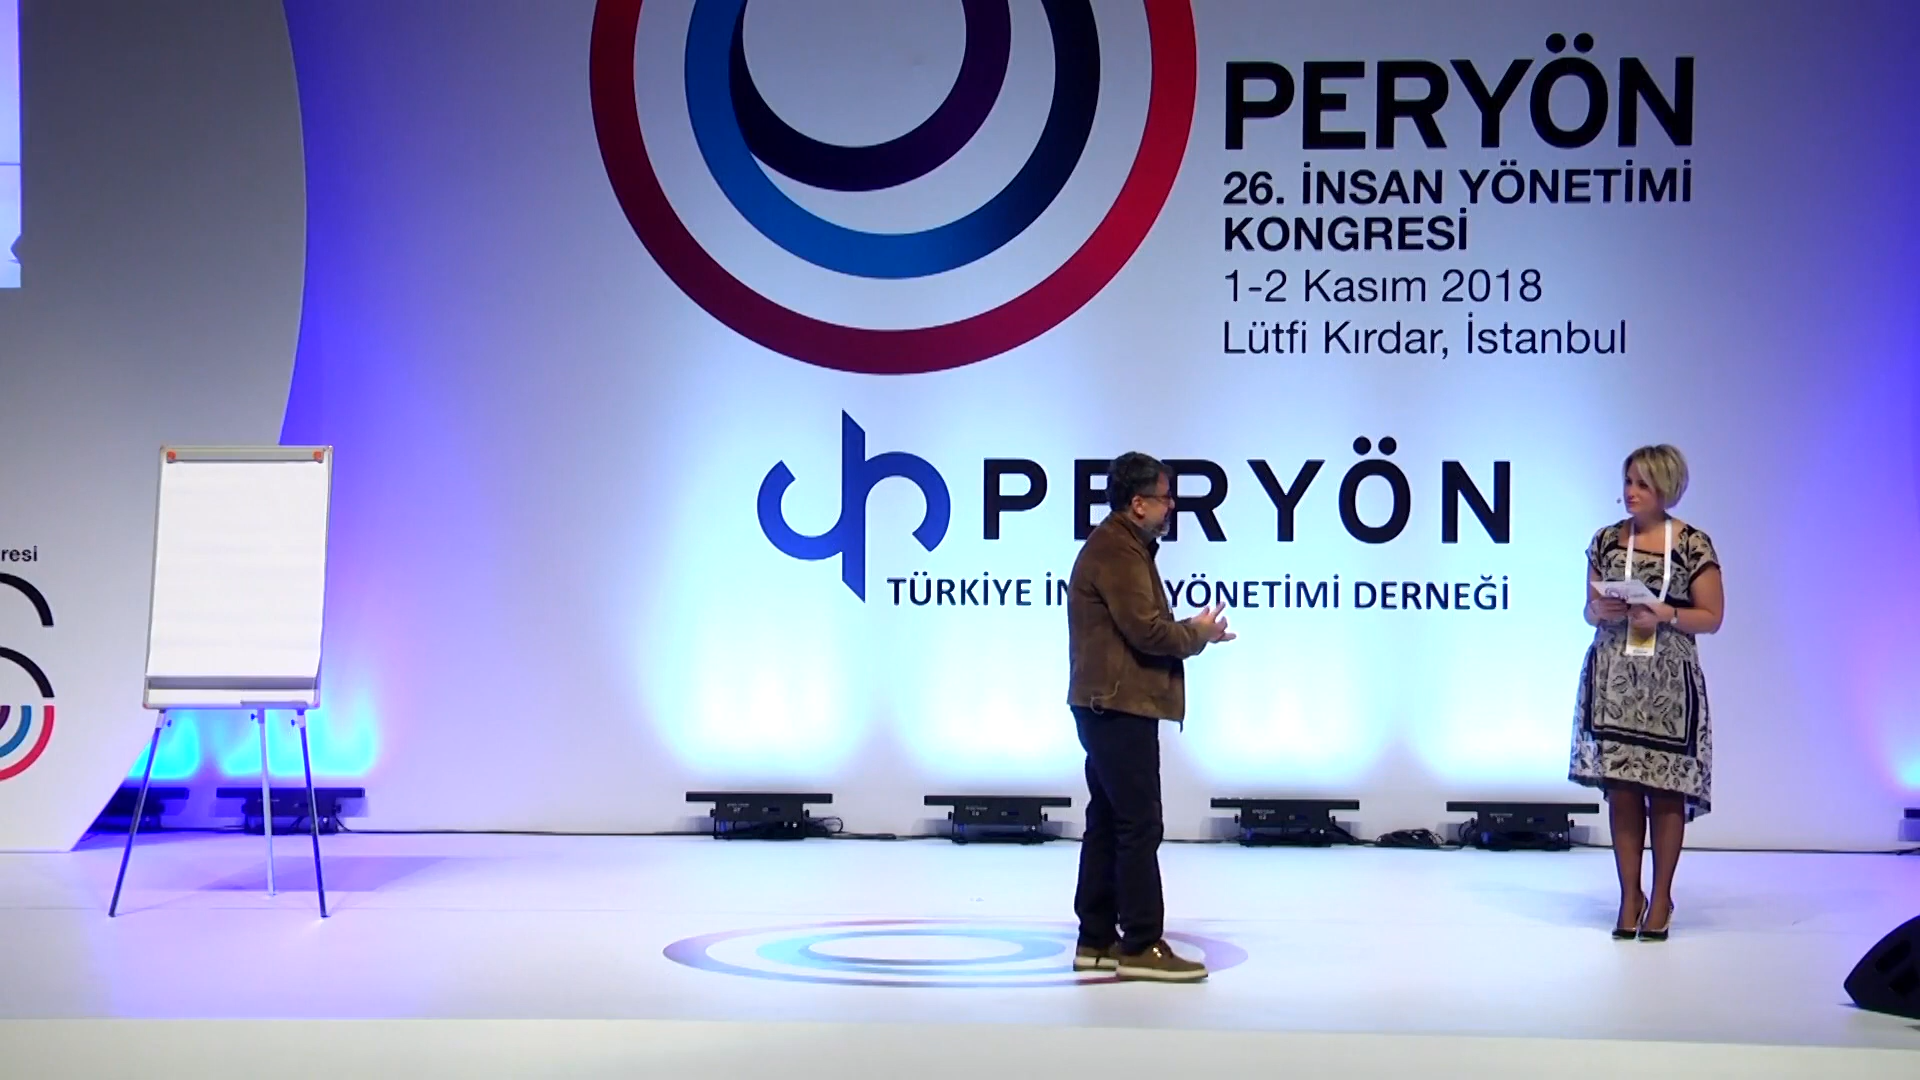 PERYÖN
26. İNSAN YÖNETİMİ
KONGRESİ
1-2 Kasım 2018
Lütfi Kırdar, İstanbul
PERYÖN
TÜRKİYE İN YÖNETİMİ DERNEĞİ
resi